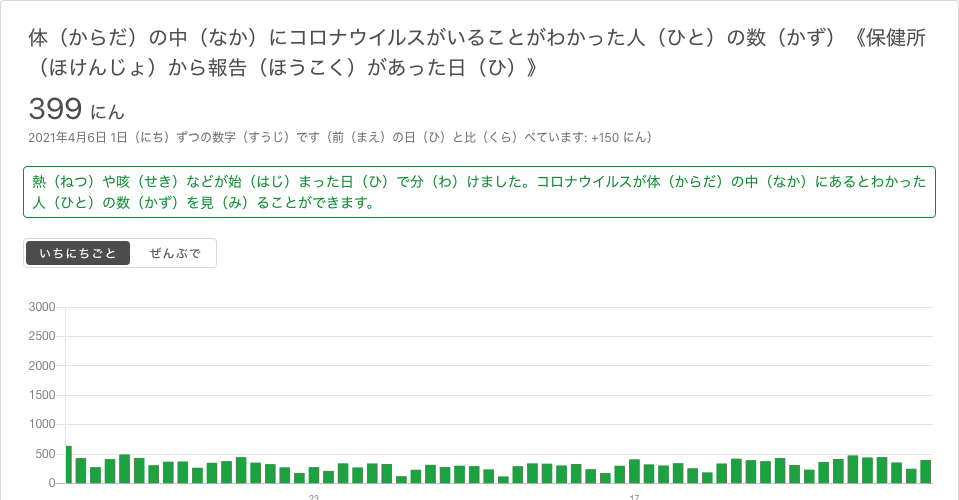 体（からだ）の中（なか）にコロナウイルスがいることがわかった人（ひと）の数（かず）《保健所
（ほけんじょ）から報告（ほうこく）があった日（ひ）》
399 にん
2021年4月6日 1日（にち）ずつの数字（すうじ）です（前（まえ）の日（ひ）と比（くら）べています: +150 にん）
熱（ねつ）や咳（せき）などが始（はじ）まった日（ひ）で分（わ）けました。コロナウイルスが体（からだ）の中（なか）にあるとわかった
人（ひと）の数（かず）を見（み）ることができます。
いちにちごと ぜんぶで
3000
2500
2000
1500
1000
500
0
23 17